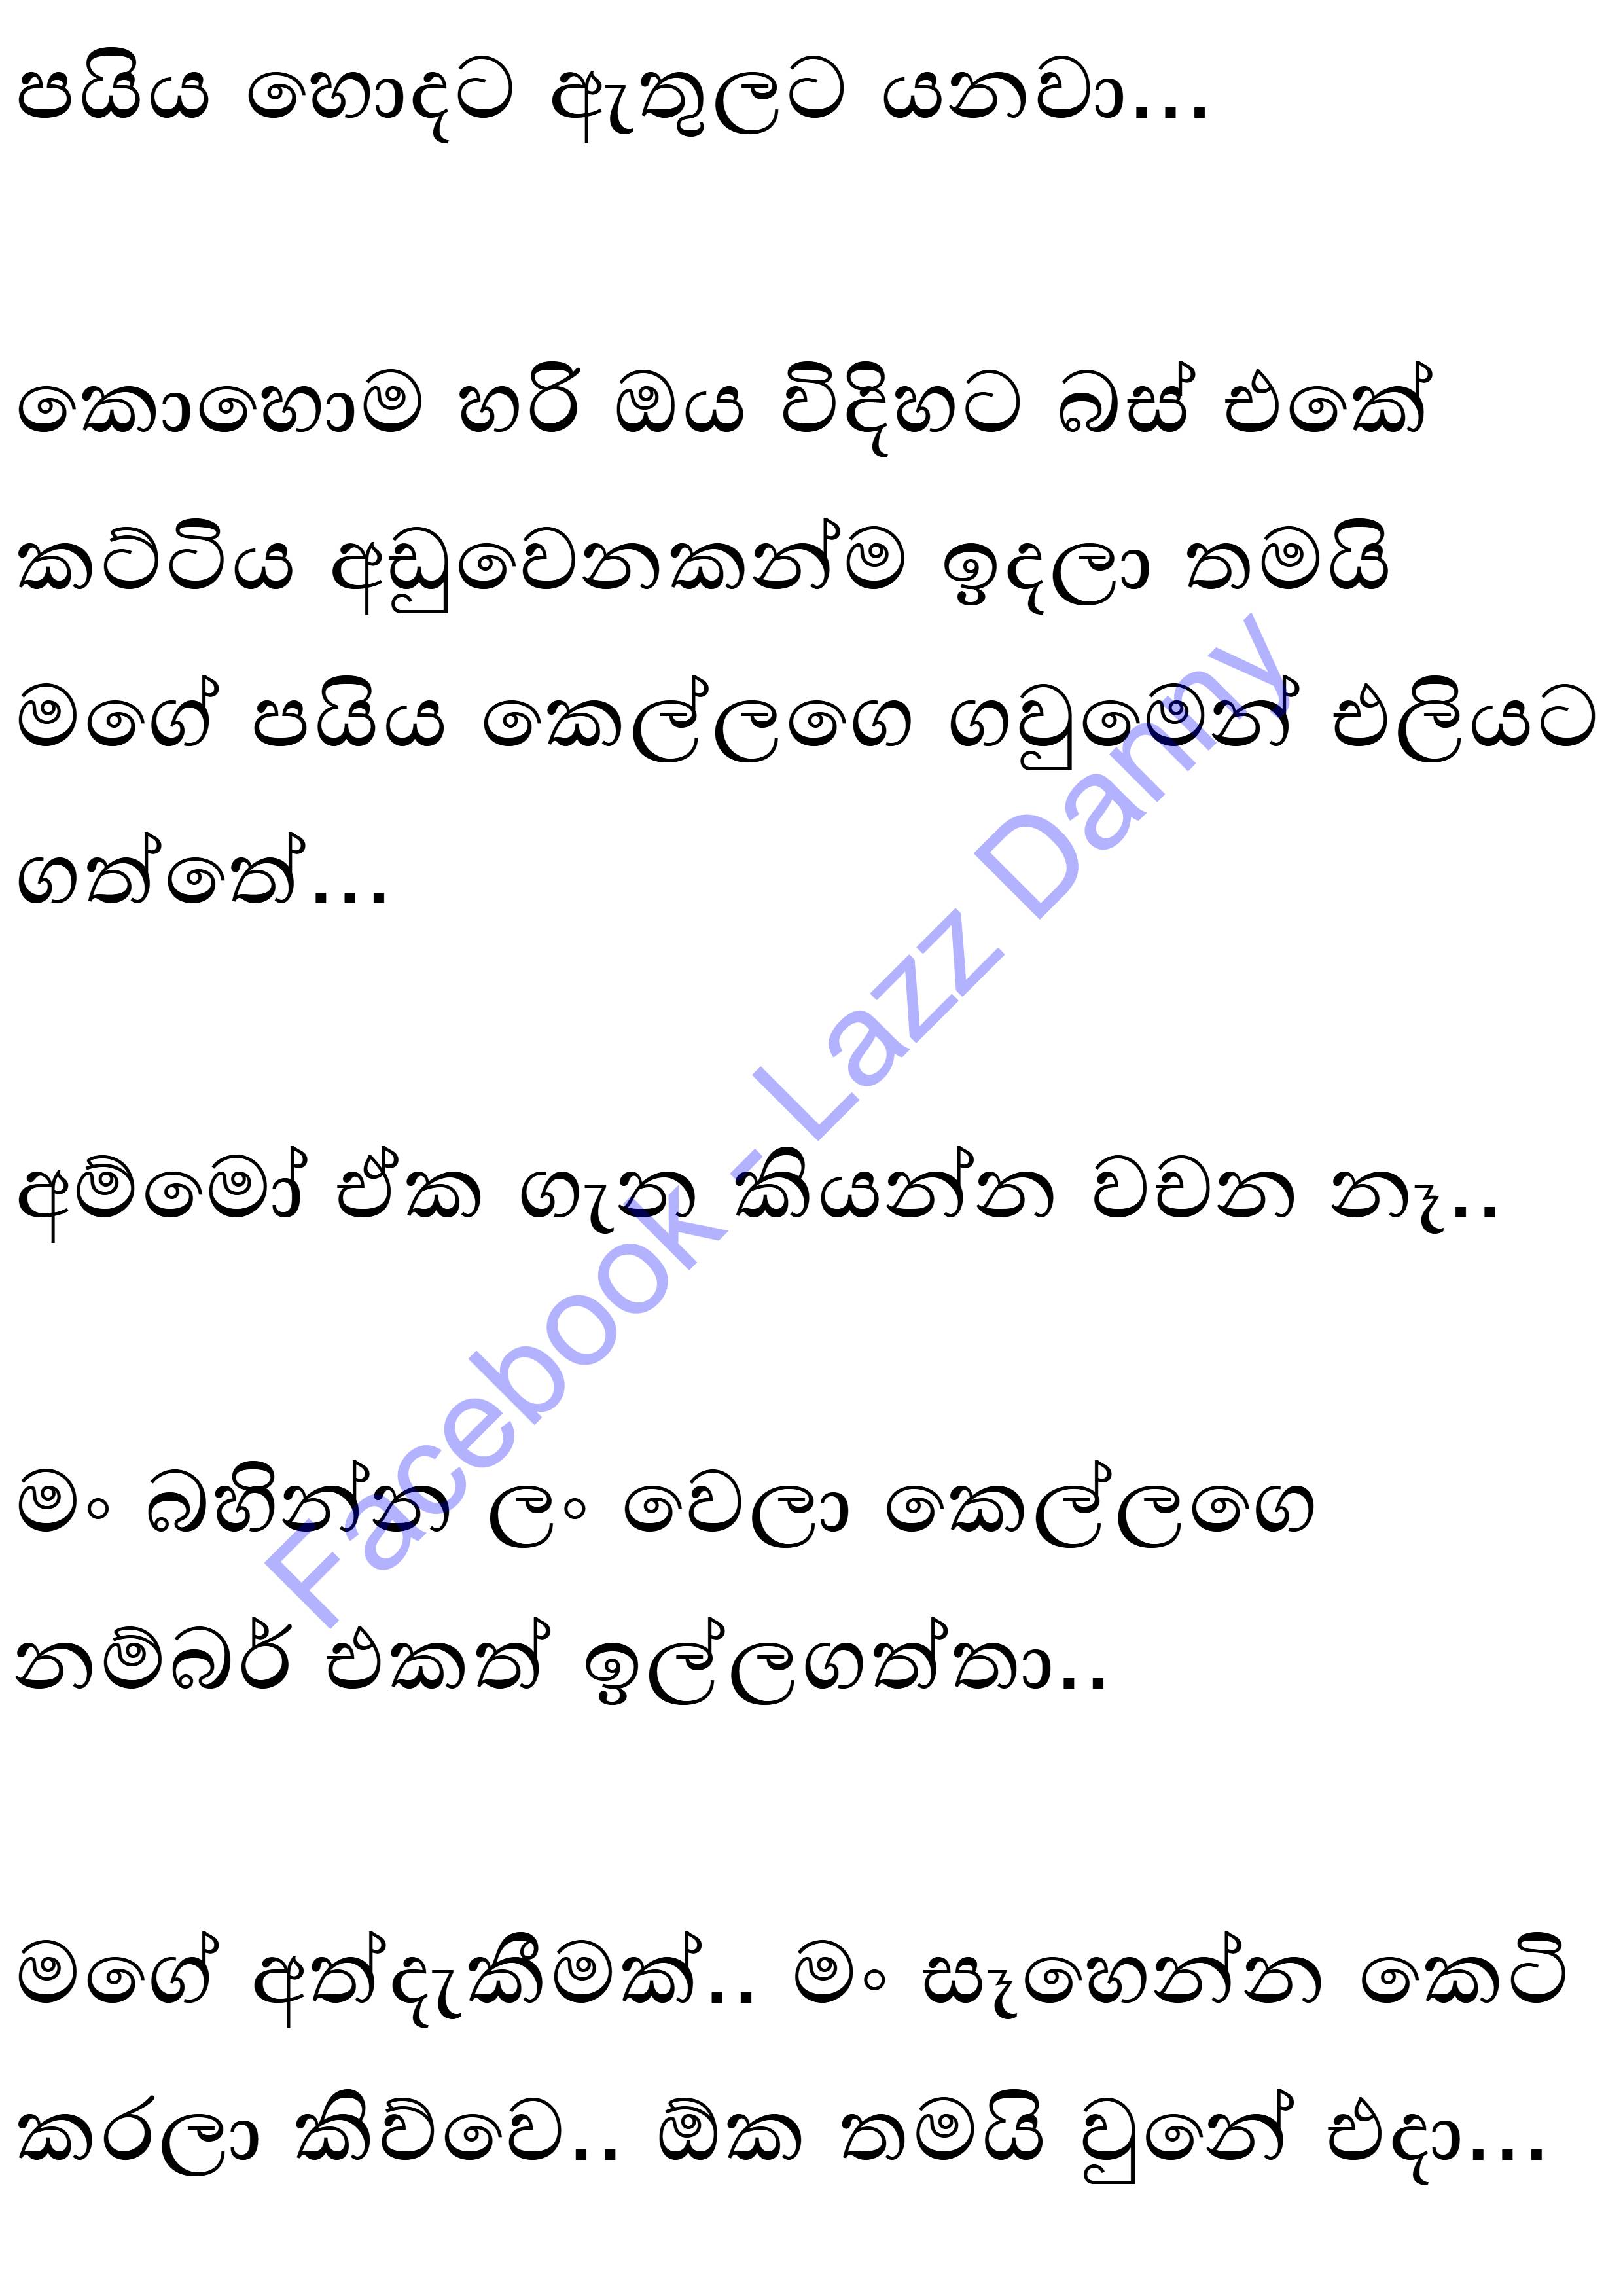 පයිය හොදට ඇතුලට යනවා...
කොහොම හරි ඔය විදිහට බස් එකේ
කට්ටිය අඩුවෙනකන්ම ඉදලා තමයි
මගේ පයිය කෙල්ලගෙ ගවුමෙන් එලියට
ගත්තේ...
අම්මෝ ඒක ගැන කියන්න වචන නෑ..
මං බහින්න ලං වෙලා කෙල්ලගෙ
නම්බර් එකත් ඉල්ලගත්තා..
මගේ අත්දැකීමක්.. මං සෑහෙන්න කෙටි
කරලා කිව්වෙ.. ඕක තමයි වුනේ එදා...
Facebook - Lazz Danny